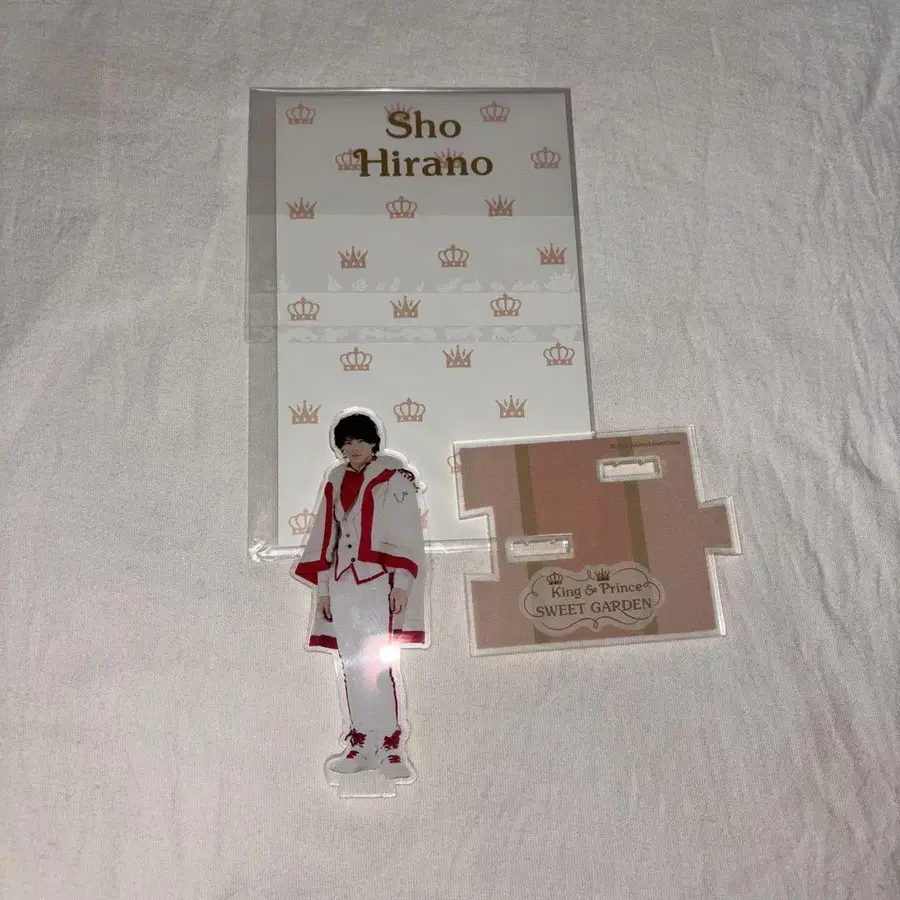 Sho
Hirano
King & Prince
SWEET GARDEN